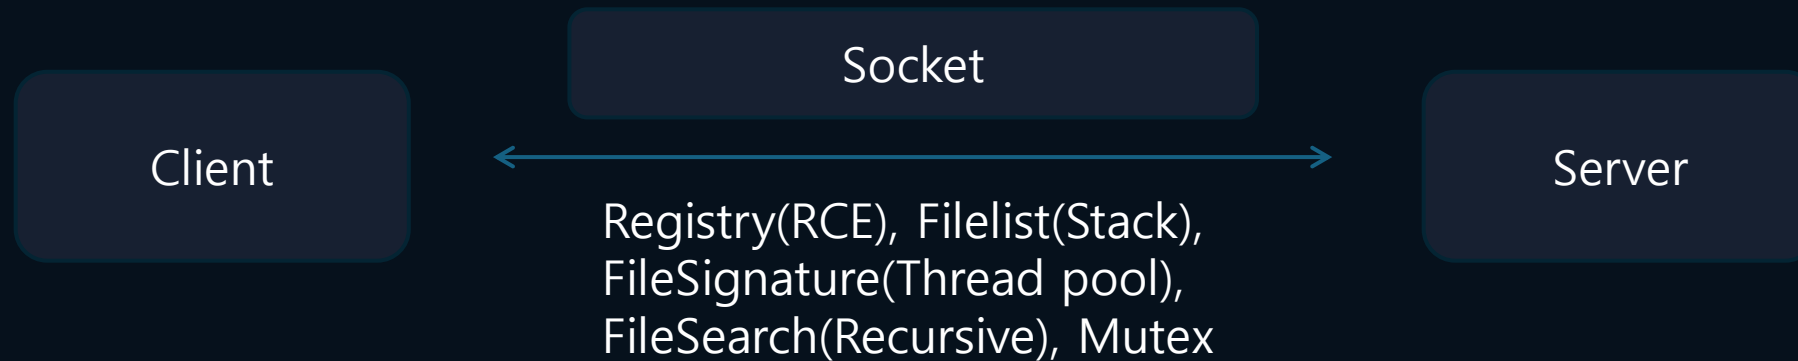 Socket
Client
Server
Registry(RCE), Filelist(Stack),
FileSignature(Thread pool),
FileSearch(Recursive), Mutex